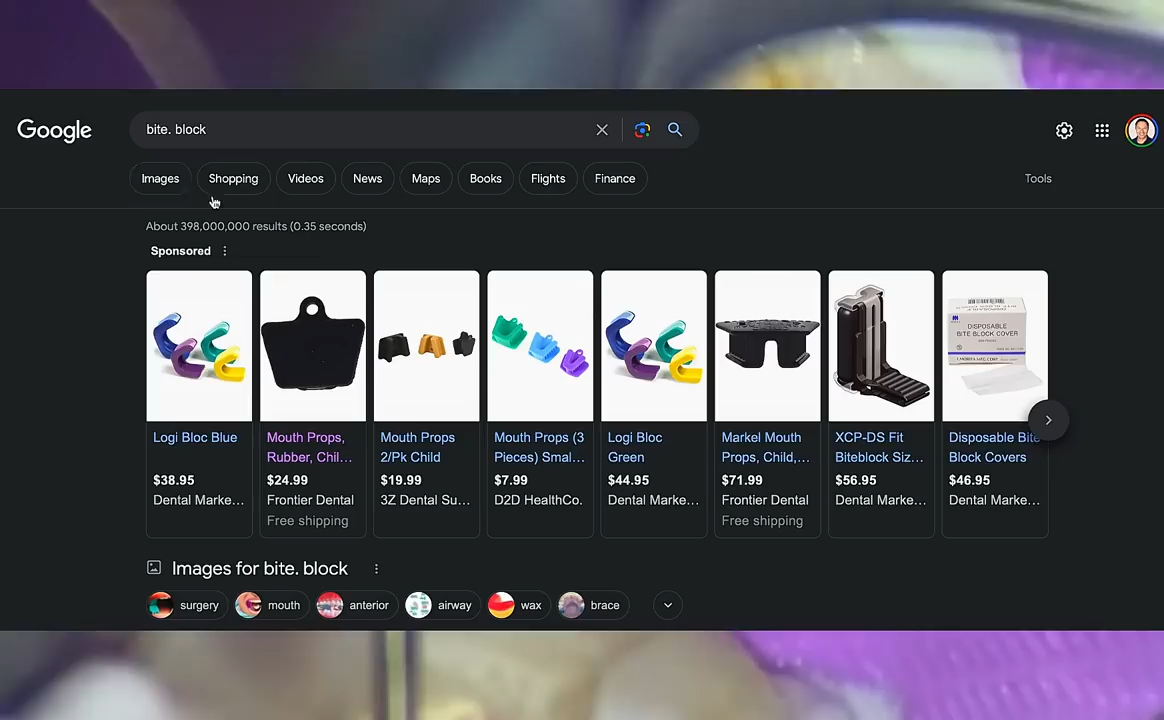 Google
bite. block
Images
Shopping
Videos
News
Maps
Books
Flights
Finance
Tools
About 398,000,000 results (0.35 seconds)
Sponsored
DISPOSABLE
BITE BLOCK COVER
Logi Bloc Blue
$38.95
Dental Marke...
Mouth Props,
Rubber, Chil...
$24.99
Frontier Dental
Free shipping
Mouth Props
2/Pk Child
$19.99
3Z Dental Su...
Mouth Props (3
Pieces) Smal...
$7.99
D2D HealthCo.
Logi Bloc
Green
$44.95
Dental Marke...
Markel Mouth
Props, Child,...
$71.99
Frontier Dental
Free shipping
XCP-DS Fit
Biteblock Siz...
$56.95
Dental Marke...
Disposable Bite
Block Covers
$46.95
Dental Marke...
Images for bite. block
surgery
mouth
anterior
airway
wax
brace